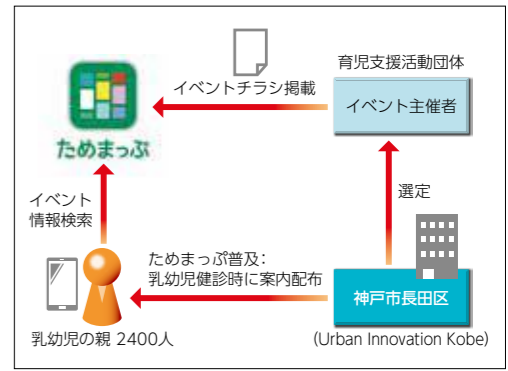 育児支援活動団体
イベントチラシ掲載
イベント主催者
ためまっぷ
イベント
情報検索
選定
ためまっぷ普及：
乳幼児健診時に案内配布
神戸市長田区
乳幼児の親 2400人
(Urban Innovation Kobe)